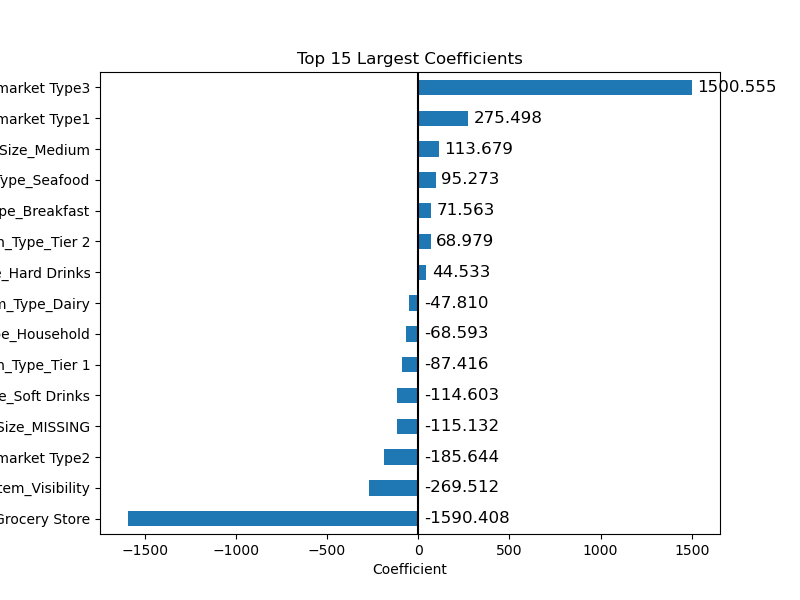 Top 15 Largest Coefficients
market Type3
1500.555
market Type1
275.498
Size_Medium
113.679
Type_Seafood
95.273
pe_Breakfast
71.563
n_Type_Tier 2
68.979
e_Hard Drinks
44.533
m_Type_Dairy
-47.810
pe_Household
-68.593
n_Type_Tier 1
-87.416
e_Soft Drinks
-114.603
Size_MISSING
-115.132
market Type2
-185.644
tem_Visibility
-269.512
Grocery Store
-1590.408
−1500 −1000 −500 0 500 1000 1500
Coefficient